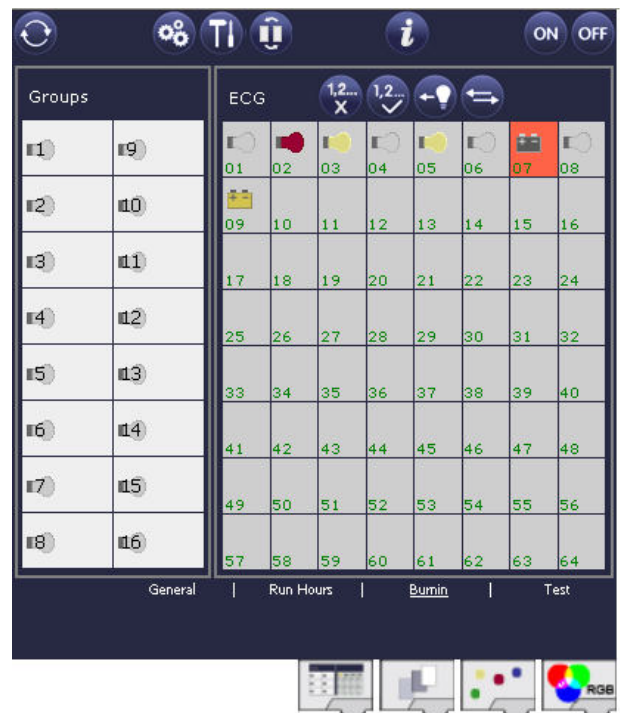 i ON OFF
Groups ECG 1,2... X 1,2...
1 9 01 02 03 04 05 06 07 08
2 10 09 10 11 12 13 14 15 16
3 11 17 18 19 20 21 22 23 24
4 12 25 26 27 28 29 30 31 32
5 13 33 34 35 36 37 38 39 40
6 14 41 42 43 44 45 46 47 48
7 15 49 50 51 52 53 54 55 56
8 16 57 58 59 60 61 62 63 64
General | Run Hours | Burnin | Test
RGB